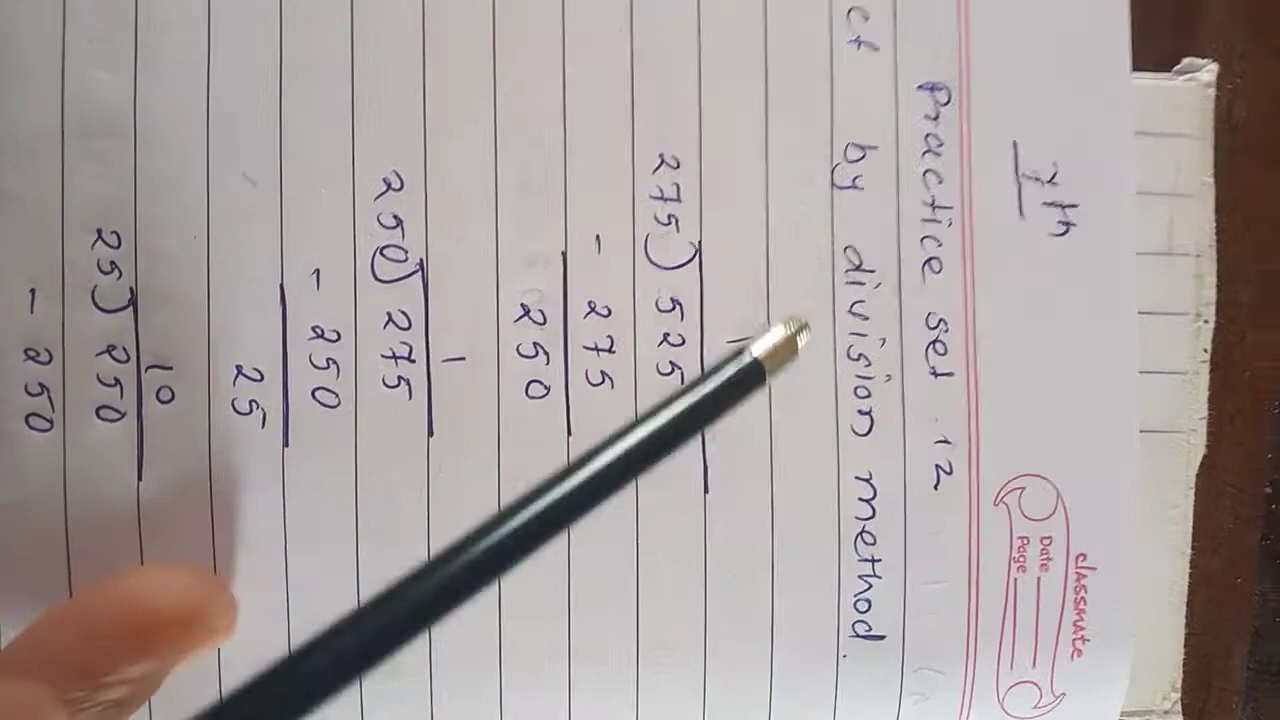 classmate
Date
Page
7th
Practice set 12
by division method.
1
275) 525
- 275
250
1
250) 275
- 250
25
10
25) 250
- 250